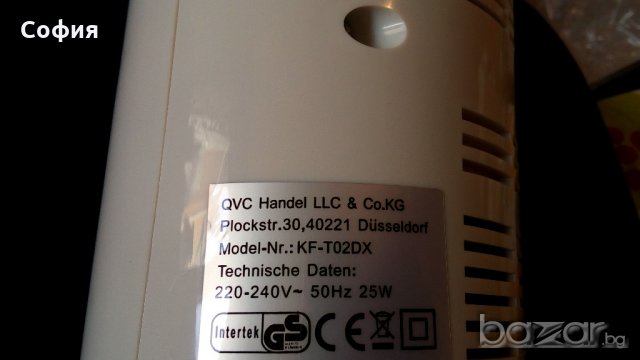 София
QVC Handel LLC & Co.KG
Plockstr.30,40221 Düsseldorf
Model-Nr.: KF-T02DX
Technische Daten:
220-240V~ 50Hz 25W
Intertek GS CE
bazar.bg